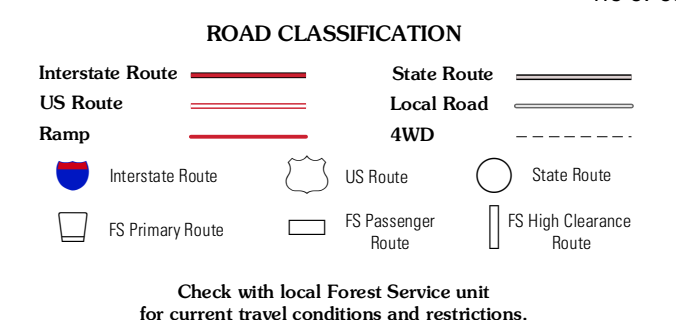 ROAD CLASSIFICATION
Interstate Route
State Route
US Route
Local Road
Ramp
4WD
Interstate Route
US Route
State Route
FS Primary Route
FS Passenger
Route
FS High Clearance
Route
Check with local Forest Service unit
for current travel conditions and restrictions.